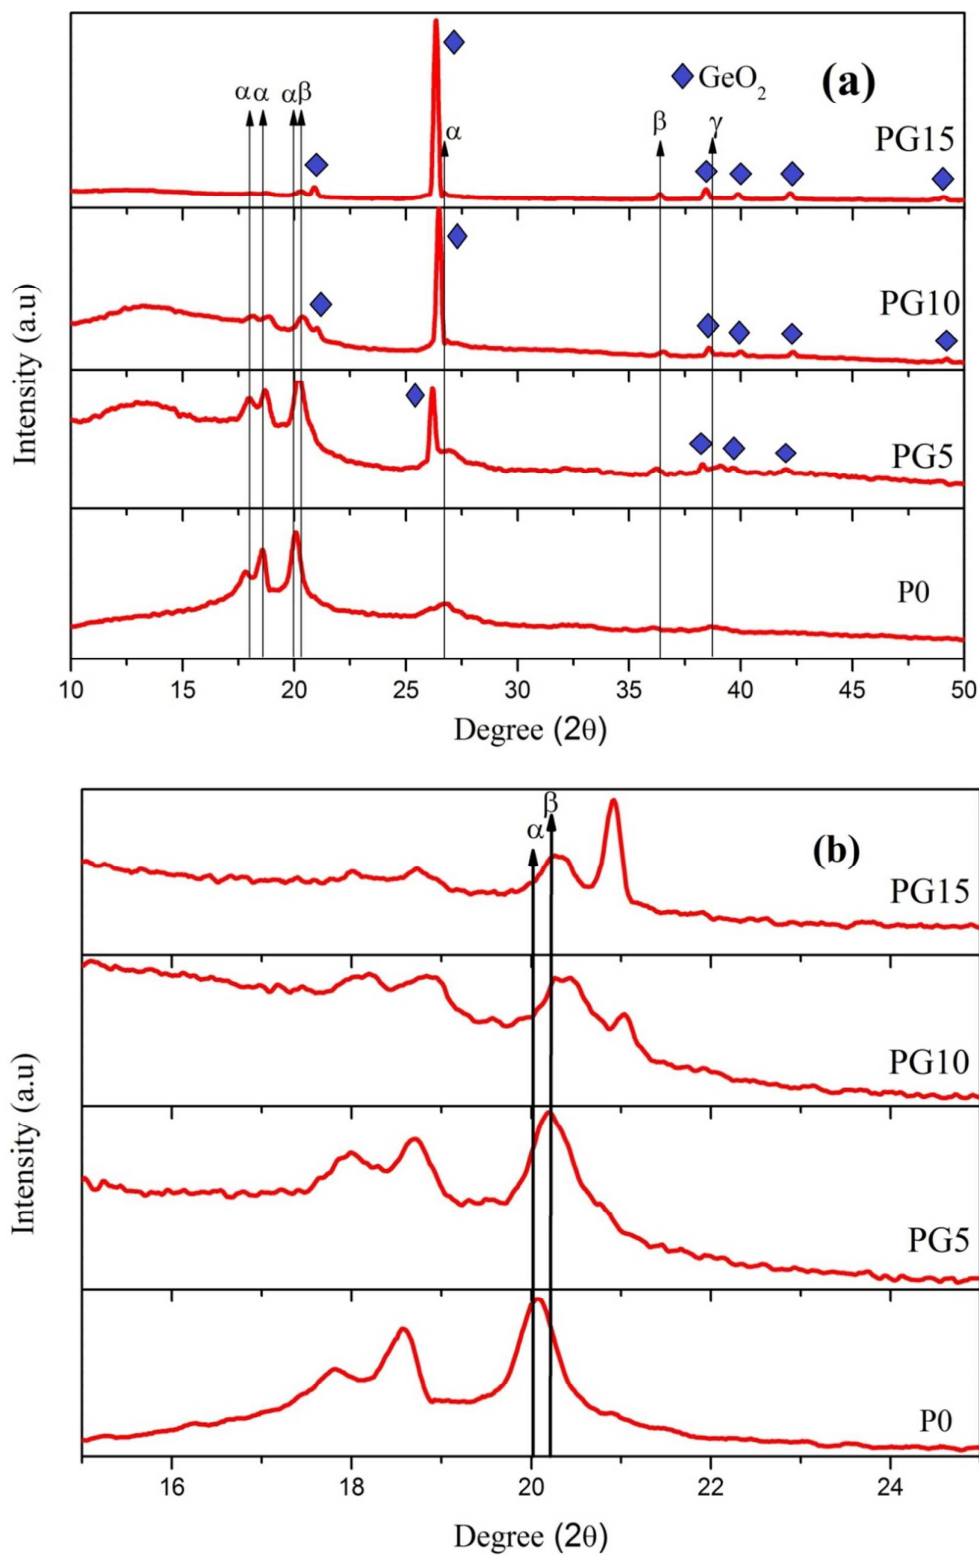 (a)
GeO₂
α α α β
α
β
γ
PG15
PG10
PG5
P0
Intensity (a.u)
10 15 20 25 30 35 40 45 50
Degree (2θ)
(b)
β
α
PG15
PG10
PG5
P0
Intensity (a.u)
16 18 20 22 24
Degree (2θ)